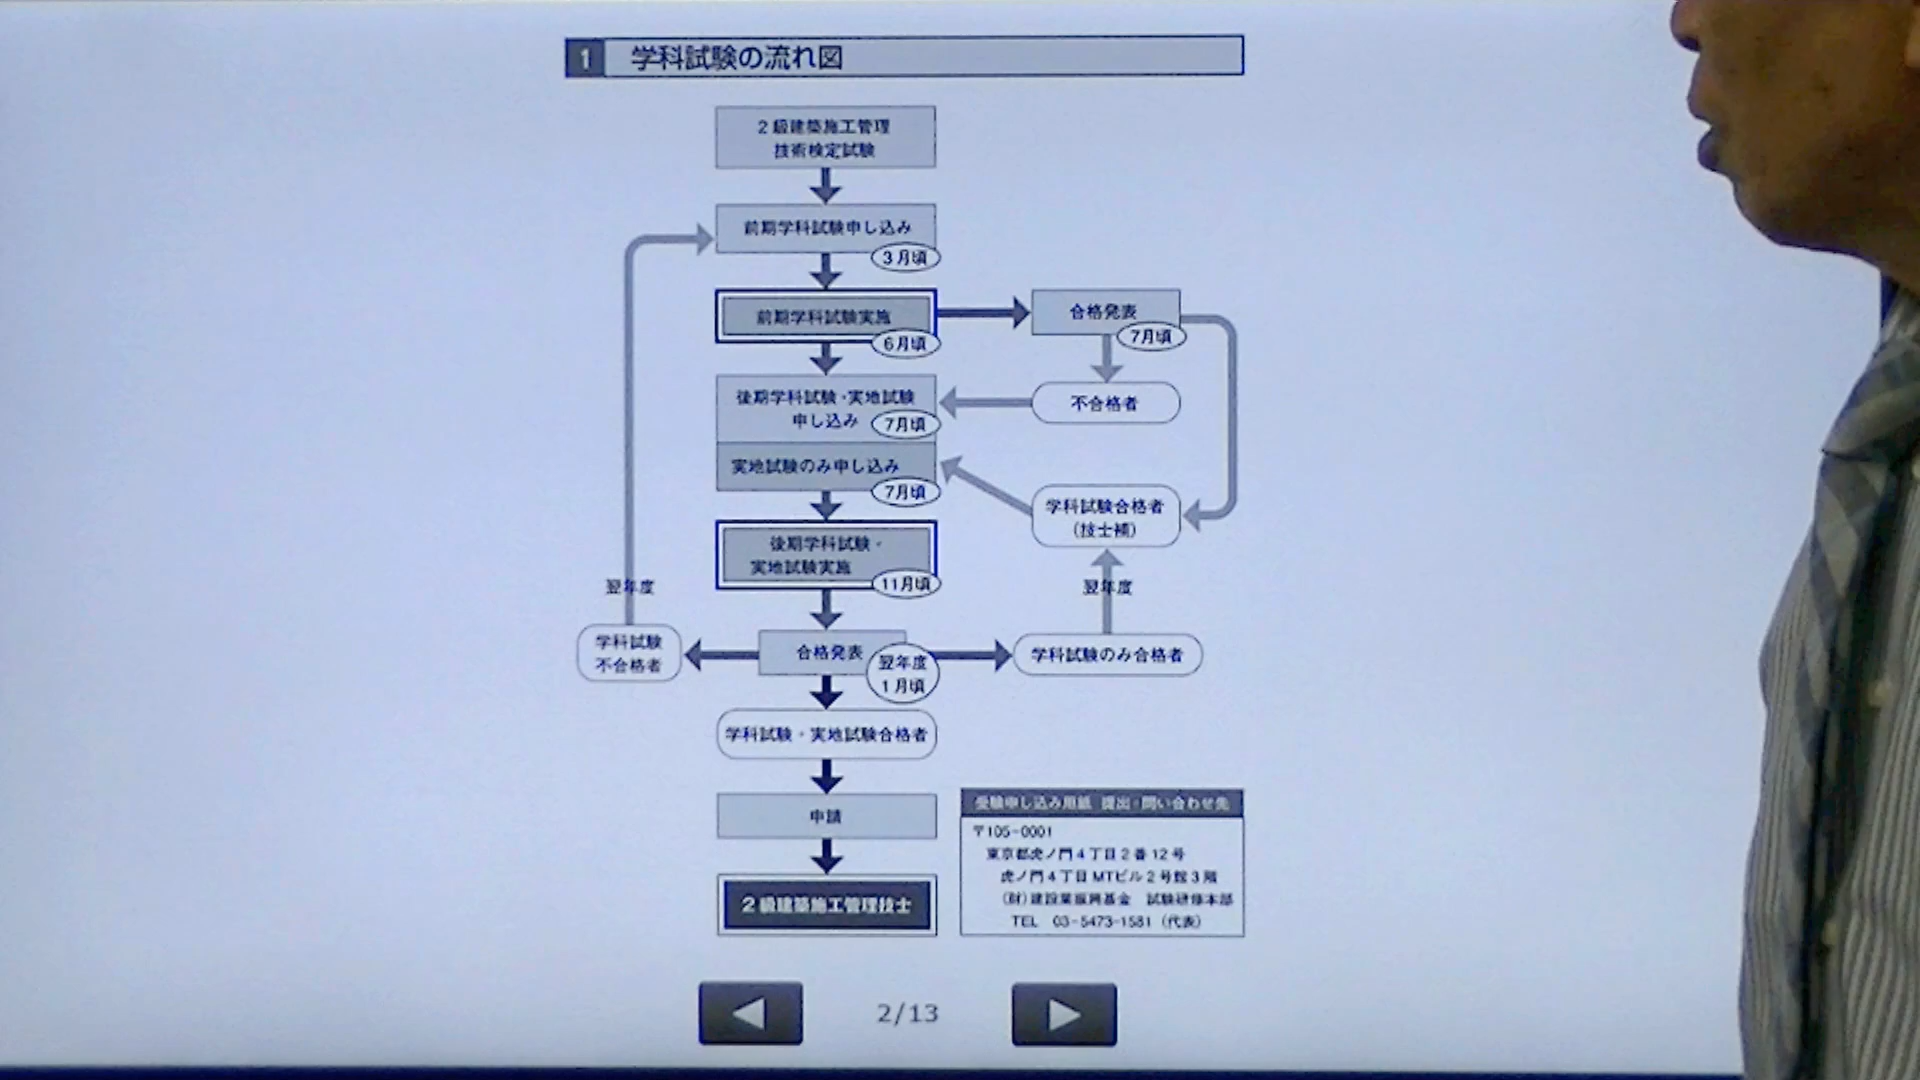 1 学科試験の流れ図
2級建築施工管理
技術検定試験
前期学科試験申し込み
3月頃
前期学科試験実施
6月頃
合格発表
7月頃
後期学科試験・実地試験
申し込み
7月頃
不合格者
実地試験のみ申し込み
7月頃
学科試験合格者
(技士補)
後期学科試験・
実地試験実施
11月頃
翌年度
翌年度
学科試験
不合格者
合格発表
翌年度
1月頃
学科試験のみ合格者
学科試験・実地試験合格者
申請
2級建築施工管理技士
受験申し込み用紙 提出・問い合わせ先
〒105-0001
東京都虎ノ門4丁目2番12号
虎ノ門4丁目MTビル2号館3階
(財)建設業振興基金 試験研修本部
TEL 03-5473-1581 (代表)
2/13